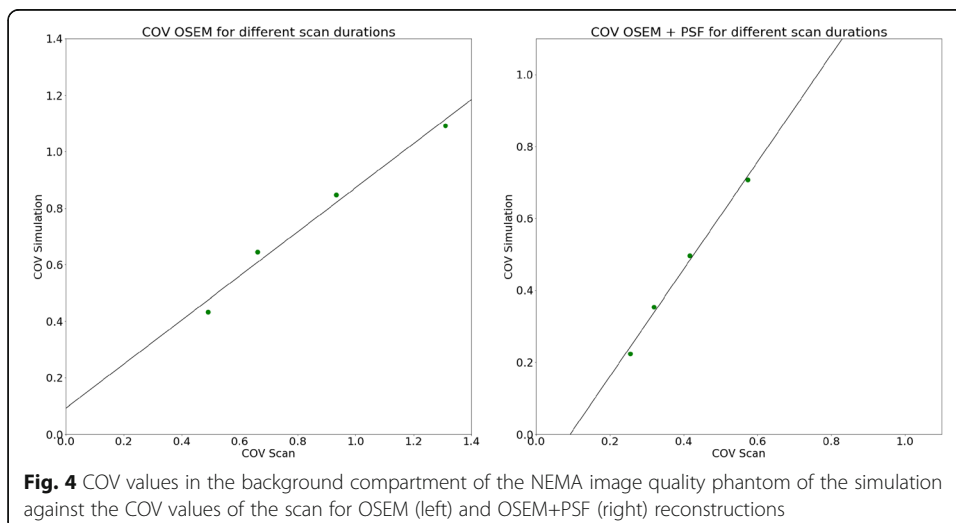 COV OSEM for different scan durations
1.4
1.2
1.0
0.8
0.6
0.4
0.2
0.0
0.0 0.2 0.4 0.6 0.8 1.0 1.2 1.4
COV Simulation
COV Scan
COV OSEM + PSF for different scan durations
1.0
0.8
0.6
0.4
0.2
0.0
0.0 0.2 0.4 0.6 0.8 1.0
COV Simulation
COV Scan
Fig. 4 COV values in the background compartment of the NEMA image quality phantom of the simulation
against the COV values of the scan for OSEM (left) and OSEM+PSF (right) reconstructions